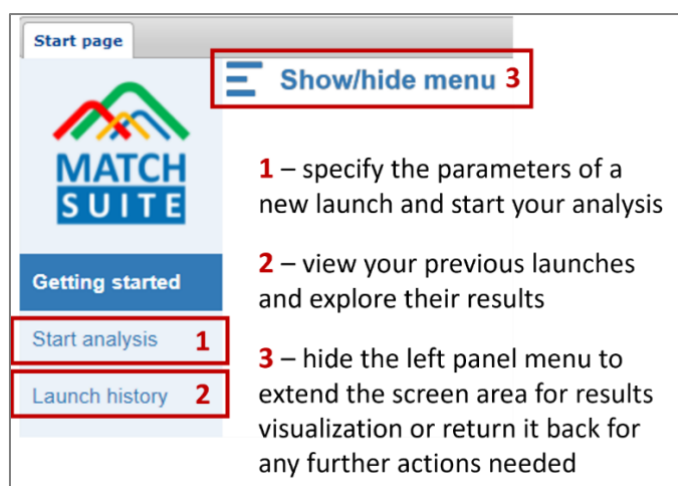 Start page
Show/hide menu 3
MATCH
SUITE
1 – specify the parameters of a
new launch and start your analysis
Getting started
2 – view your previous launches
and explore their results
Start analysis 1
Launch history 2
3 – hide the left panel menu to
extend the screen area for results
visualization or return it back for
any further actions needed